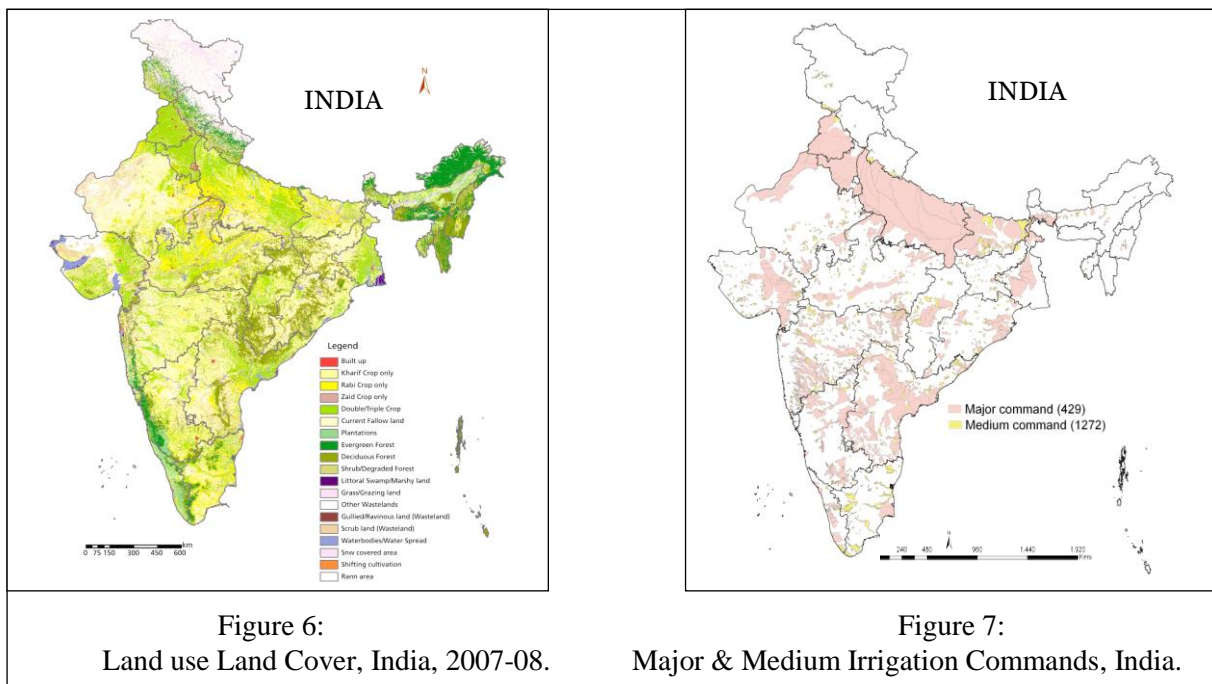 INDIA
N
Legend
Built up
Kharif Crop only
Rabi Crop only
Zaid Crop only
Double/Triple Crop
Current Fallow land
Plantations
Evergreen Forest
Deciduous Forest
Shrub/Degraded Forest
Littoral Swamp/Marshy land
Grass/Grazing land
Other Wastelands
Gullied/Ravinous land (Wasteland)
Scrub land (Wasteland)
Waterbodies/Water Spread
Snw covered area
Shifting cultivation
Rann area
km
0 75 150 300 450 600
INDIA
Major command (429)
Medium command (1272)
N
240 480 960 1,440 1,920
Kms
Figure 6:
Land use Land Cover, India, 2007-08.
Figure 7:
Major & Medium Irrigation Commands, India.